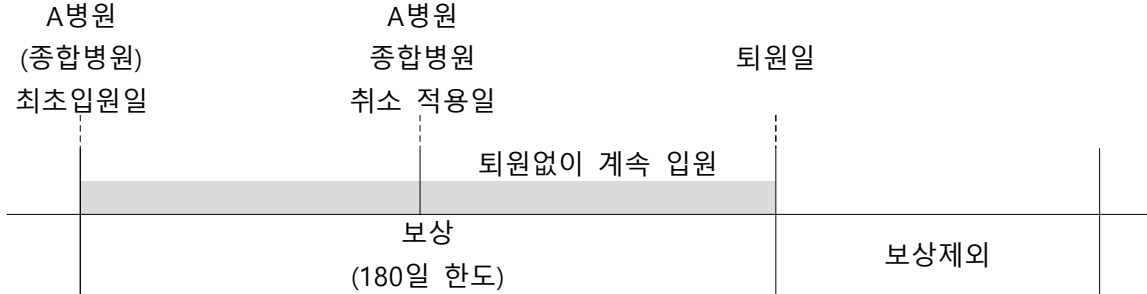 A병원
(종합병원)
최초입원일
A병원
종합병원
취소 적용일
퇴원일
퇴원없이 계속 입원
보상
(180일 한도)
보상제외